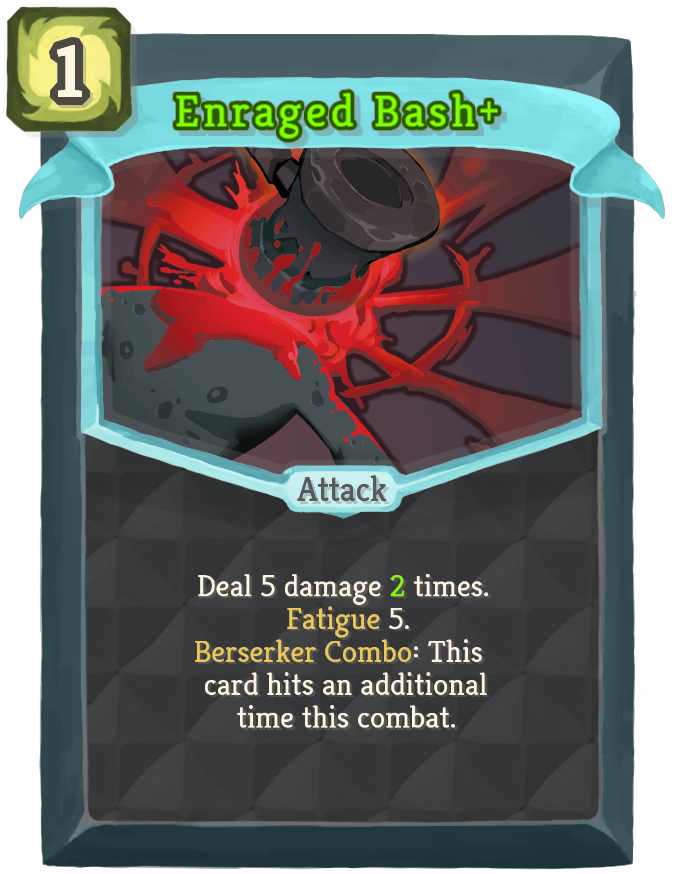 1
Enraged Bash+
Attack
Deal 5 damage 2 times.
Fatigue 5.
Berserker Combo: This
card hits an additional
time this combat.